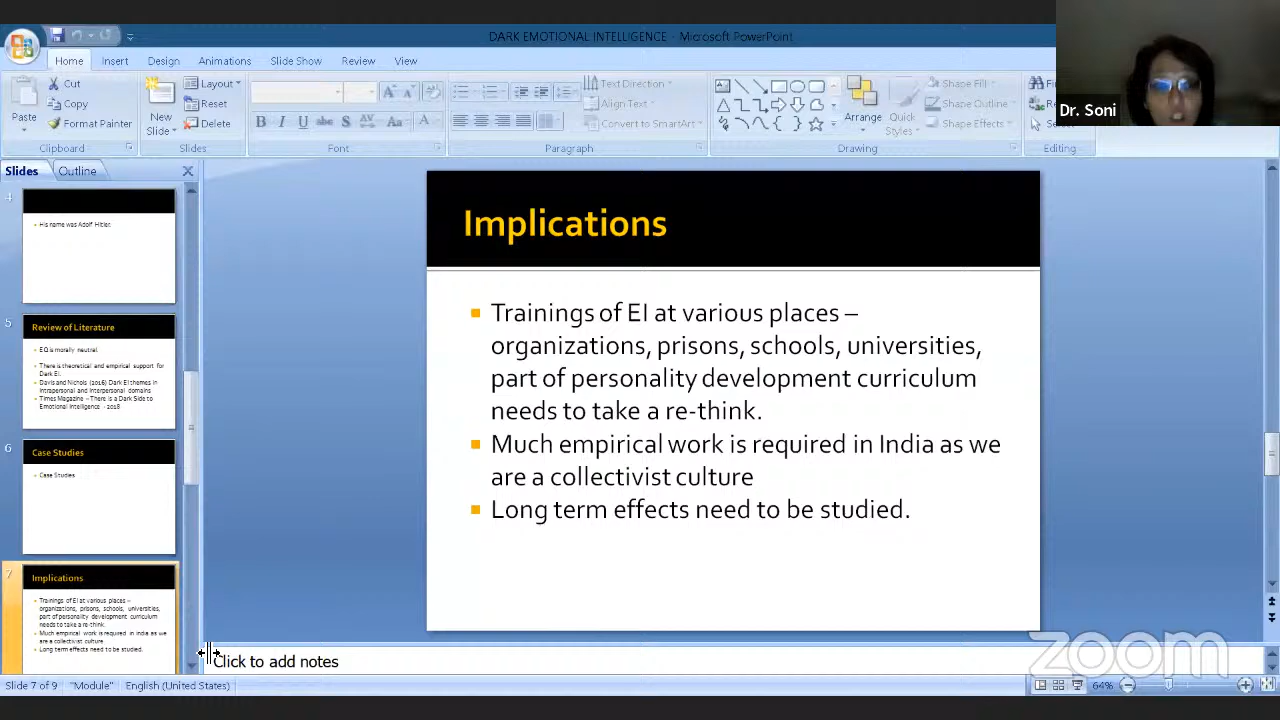 DARK EMOTIONAL INTELLIGENCE - Microsoft PowerPoint
Home Insert Design Animations Slide Show Review View
Paste
Cut
Copy
Format Painter
Clipboard
New Slide
Layout
Reset
Delete
Slides
B I U abc S AV Aa A
Font
Text Direction
Align Text
Convert to SmartArt
Paragraph
Arrange
Quick Styles
Shape Fill
Shape Outline
Shape Effects
Drawing
Editing
Dr. Soni
Slides Outline
4
His name was Adolf Hitler.
5
Review of Literature
EQ is morally neutral.
There is theoretical and empirical support for
Dark EI.
Davis and Nichols (2016) Dark EI themes in
intrapersonal and interpersonal domains
Times Magazine – There is a Dark Side to
Emotional Intelligence - 2018
6
Case Studies
Case Studies
7
Implications
Trainings of EI at various places –
organizations, prisons, schools, universities,
part of personality development curriculum
needs to take a re-think.
Much empirical work is required in India as we
are a collectivist culture
Long term effects need to be studied.
Implications
Trainings of EI at various places –
organizations, prisons, schools, universities,
part of personality development curriculum
needs to take a re-think.
Much empirical work is required in India as we
are a collectivist culture
Long term effects need to be studied.
Click to add notes
zoom
Slide 7 of 9 "Module" English (United States) 64%